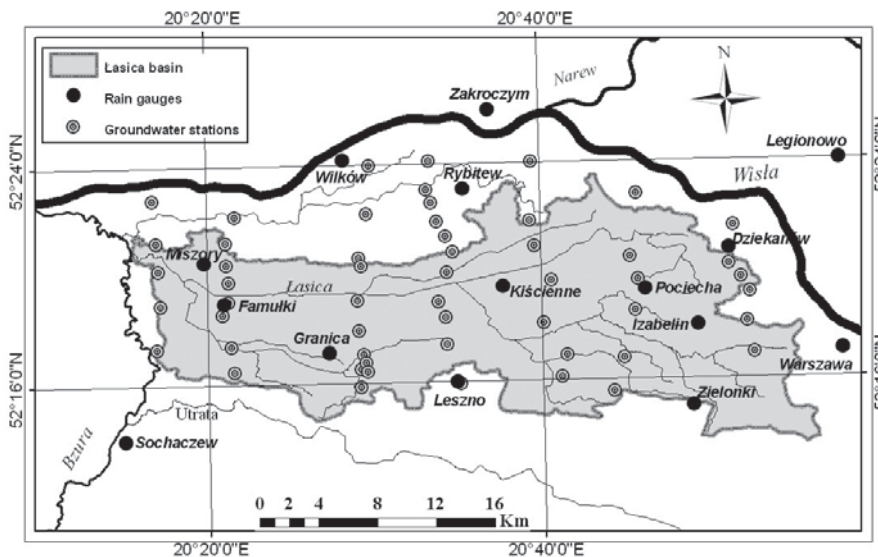 20°20'0"E
20°40'0"E
Lasica basin
Rain gauges
Groundwater stations
N
Narew
Zakroczym
Legionowo
52°24'0"N
Wilków
Rybitew
Wisła
Dziekanów
Miszory
Lasica
Kiścienne
Pociecha
Famułki
Izabelin
Granica
Warszawa
52°16'0"N
Leszno
Zielonki
Utrata
Bzura
Sochaczew
0 2 4 8 12 16
Km
20°20'0"E
20°40'0"E